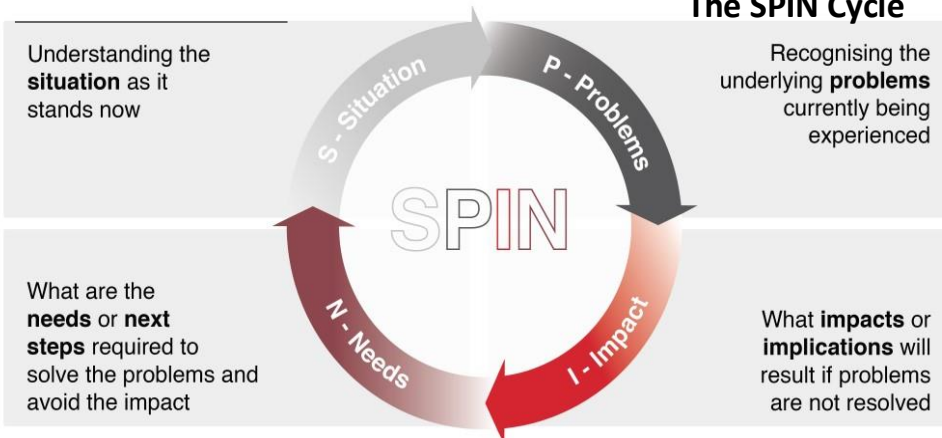 The SPIN Cycle
Understanding the
situation as it
stands now
S - Situation
P - Problems
Recognising the
underlying problems
currently being
experienced
SPIN
What are the
needs or next
steps required to
solve the problems and
avoid the impact
N - Needs
I - Impact
What impacts or
implications will
result if problems
are not resolved